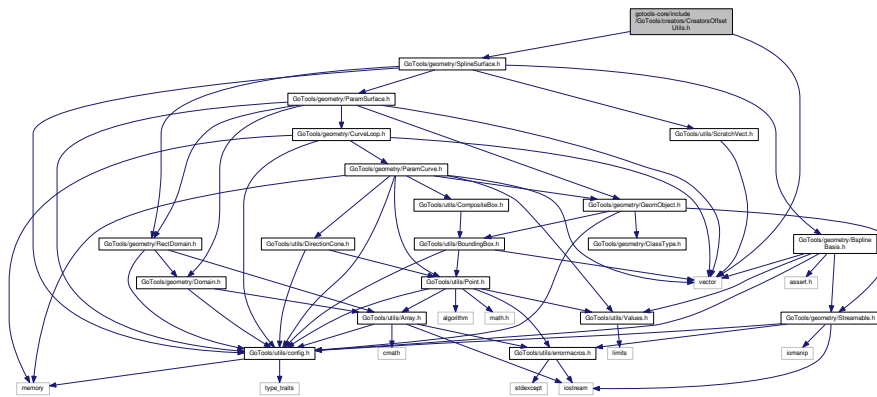 gotools-core/include
/GoTools/creators/CreatorsOffset
Utils.h
GoTools/geometry/SplineSurface.h
GoTools/geometry/ParamSurface.h
GoTools/geometry/CurveLoop.h
GoTools/utils/ScratchVect.h
GoTools/geometry/ParamCurve.h
GoTools/utils/CompositeBox.h
GoTools/geometry/GeomObject.h
GoTools/geometry/RectDomain.h
GoTools/utils/DirectionCone.h
GoTools/utils/BoundingBox.h
GoTools/geometry/ClassType.h
GoTools/geometry/Bspline
Basis.h
GoTools/geometry/Domain.h
GoTools/utils/Point.h
vector
assert.h
GoTools/utils/Array.h
algorithm
math.h
GoTools/utils/Values.h
GoTools/geometry/Streamable.h
GoTools/utils/config.h
cmath
GoTools/utils/errormacros.h
limits
iomanip
memory
type_traits
stdexcept
iostream